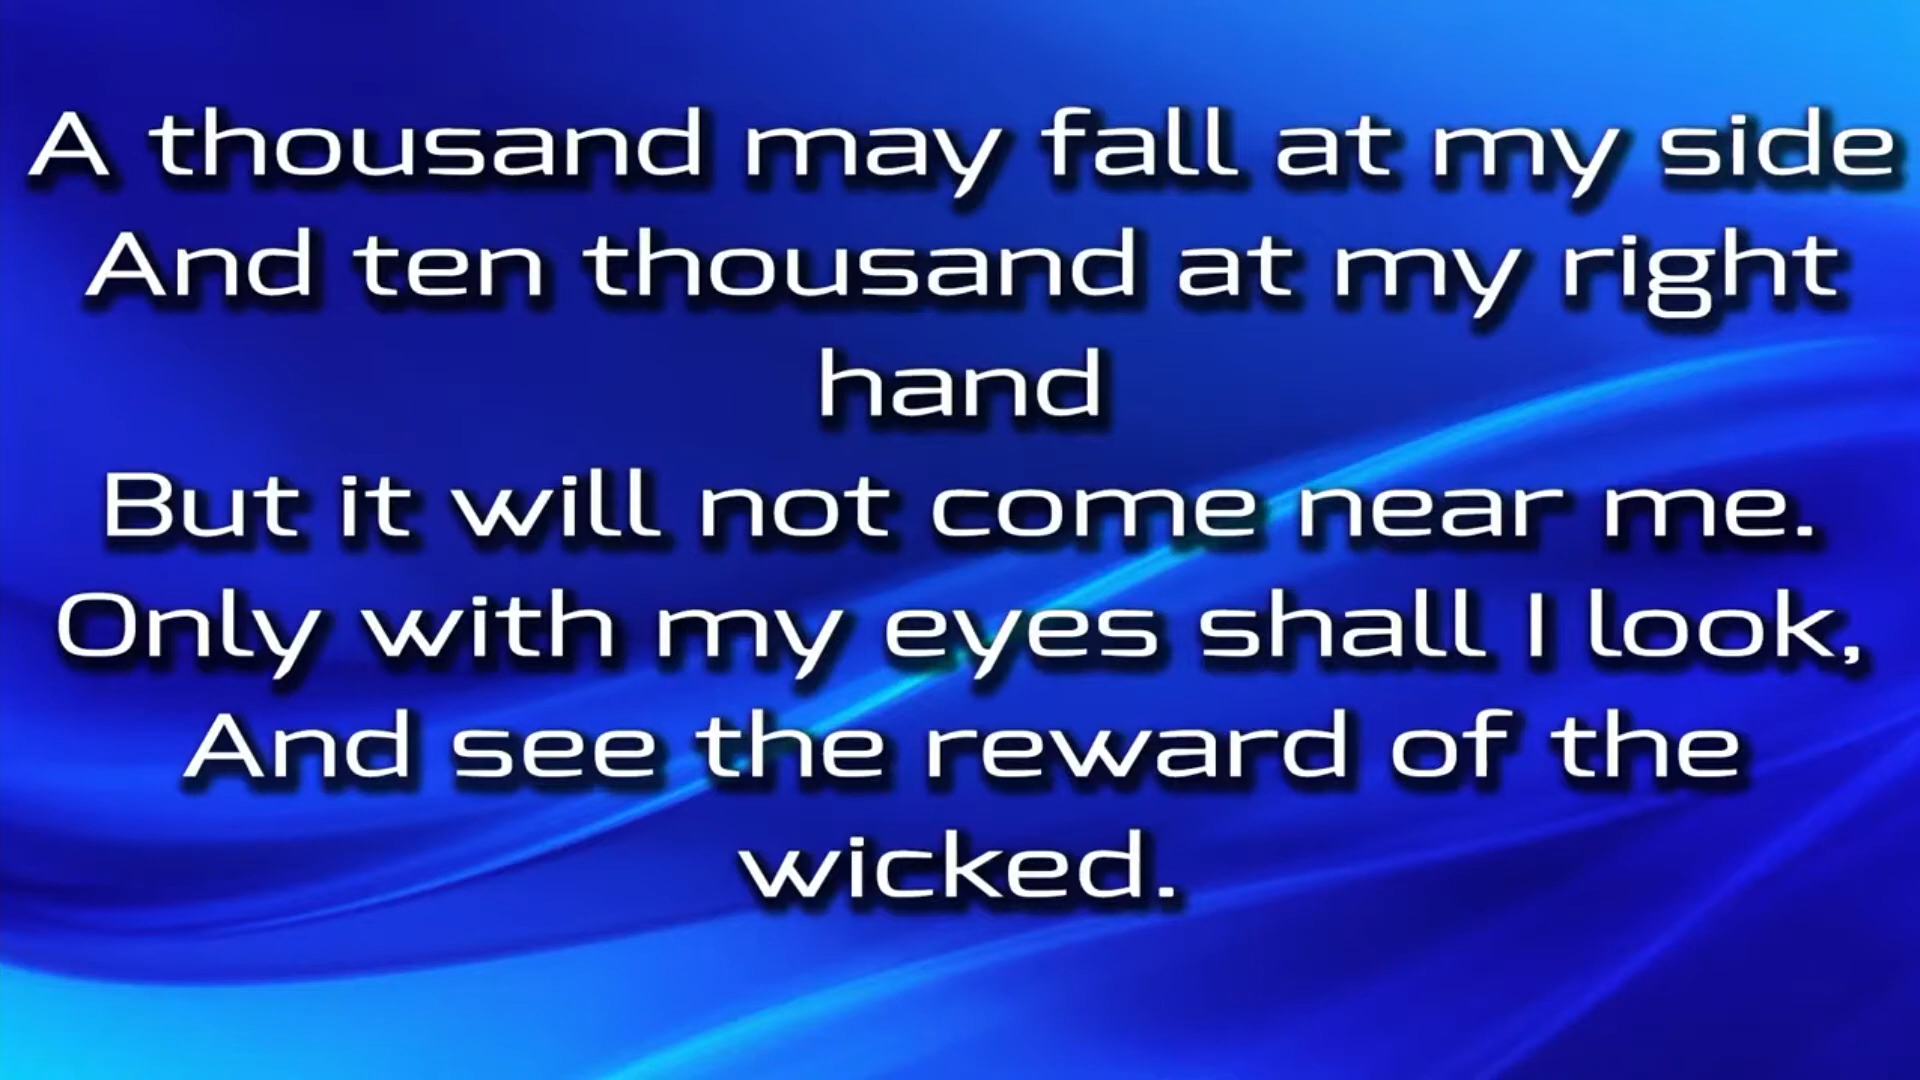 A thousand may fall at my side
And ten thousand at my right
hand
But it will not come near me.
Only with my eyes shall I look,
And see the reward of the
wicked.